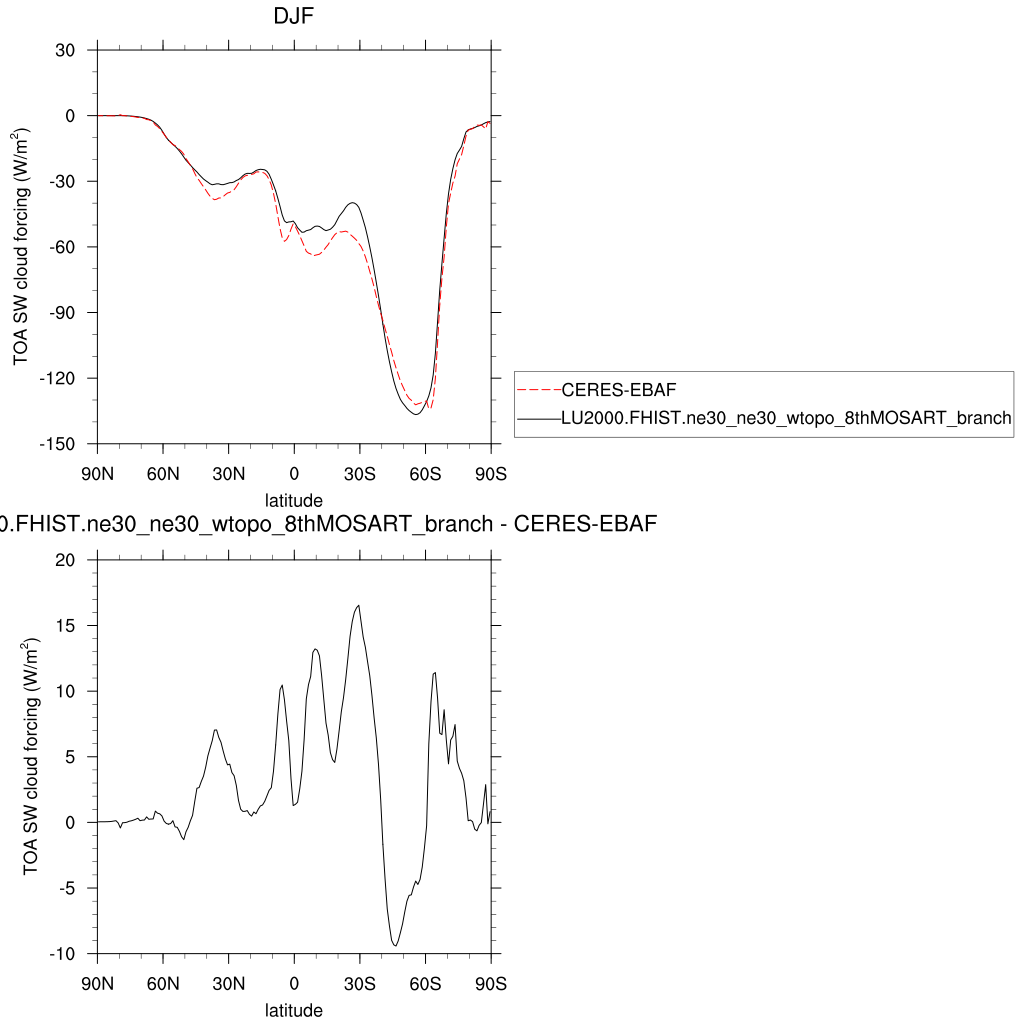 DJF
TOA SW cloud forcing (W/m²)
30
0
-30
-60
-90
-120
-150
90N 60N 30N 0 30S 60S 90S
latitude
CERES-EBAF
LU2000.FHIST.ne30_ne30_wtopo_8thMOSART_branch
0.FHIST.ne30_ne30_wtopo_8thMOSART_branch - CERES-EBAF
TOA SW cloud forcing (W/m²)
20
15
10
5
0
-5
-10
90N 60N 30N 0 30S 60S 90S
latitude